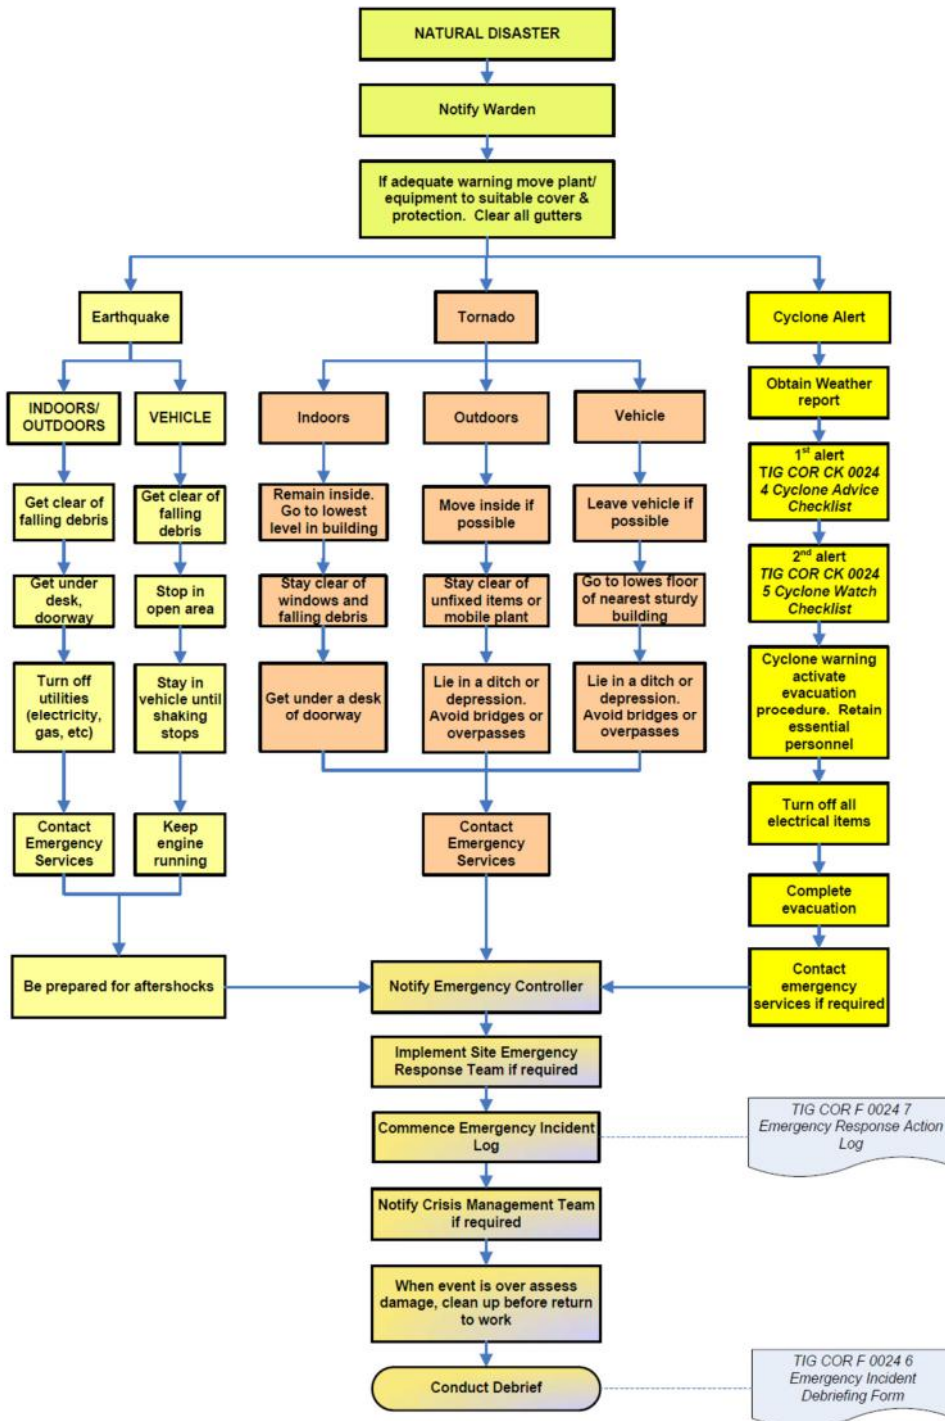 NATURAL DISASTER
Notify Warden
If adequate warning move plant/
equipment to suitable cover &
protection. Clear all gutters
Earthquake
Tornado
Cyclone Alert
INDOORS/
OUTDOORS
VEHICLE
Indoors
Outdoors
Vehicle
Obtain Weather
report
Get clear of
falling debris
Get clear of
falling
debris
Remain inside.
Go to lowest
level in building
Move inside if
possible
Leave vehicle if
possible
1st alert
TIG COR CK 0024
4 Cyclone Advice
Checklist
Get under
desk,
doorway
Stop in
open area
Stay clear of
windows and
falling debris
Stay clear of
unfixed items or
mobile plant
Go to lowes floor
of nearest sturdy
building
2nd alert
TIG COR CK 0024
5 Cyclone Watch
Checklist
Turn off
utilities
(electricity,
gas, etc)
Stay in
vehicle until
shaking
stops
Get under a desk
of doorway
Lie in a ditch or
depression.
Avoid bridges or
overpasses
Lie in a ditch or
depression.
Avoid bridges or
overpasses
Cyclone warning
activate
evacuation
procedure. Retain
essential
personnel
Contact
Emergency
Services
Keep
engine
running
Contact
Emergency
Services
Turn off all
electrical items
Complete
evacuation
Be prepared for aftershocks
Notify Emergency Controller
Contact
emergency
services if required
Implement Site Emergency
Response Team if required
Commence Emergency Incident
Log
TIG COR F 0024 7
Emergency Response Action
Log
Notify Crisis Management Team
if required
When event is over assess
damage, clean up before return
to work
Conduct Debrief
TIG COR F 0024 6
Emergency Incident
Debriefing Form